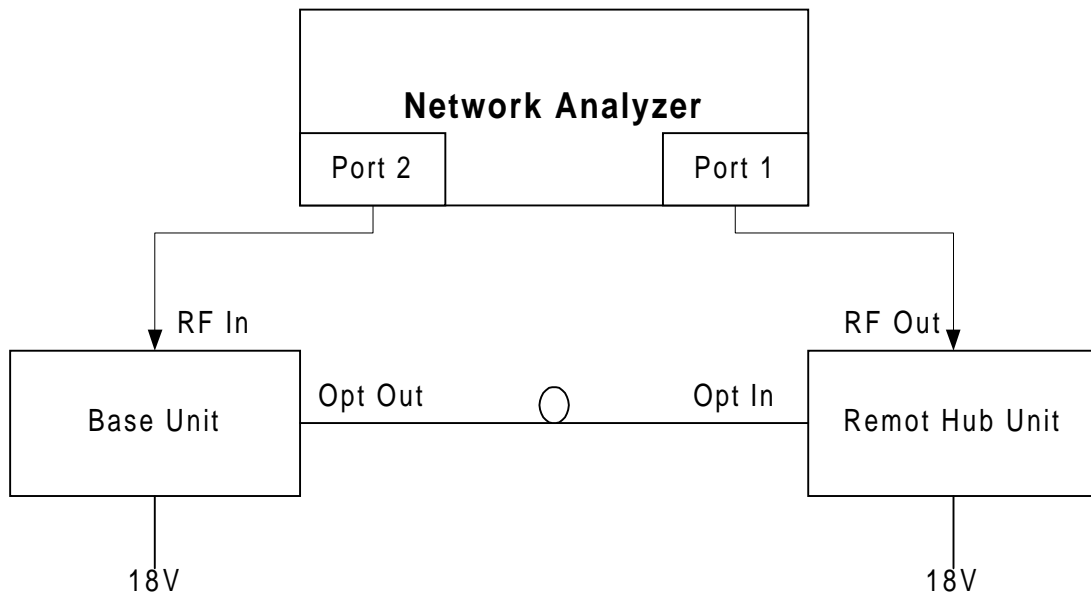 Network Analyzer
Port 2
Port 1
RF In
RF Out
Opt Out
Opt In
Base Unit
Remot Hub Unit
18V
18V